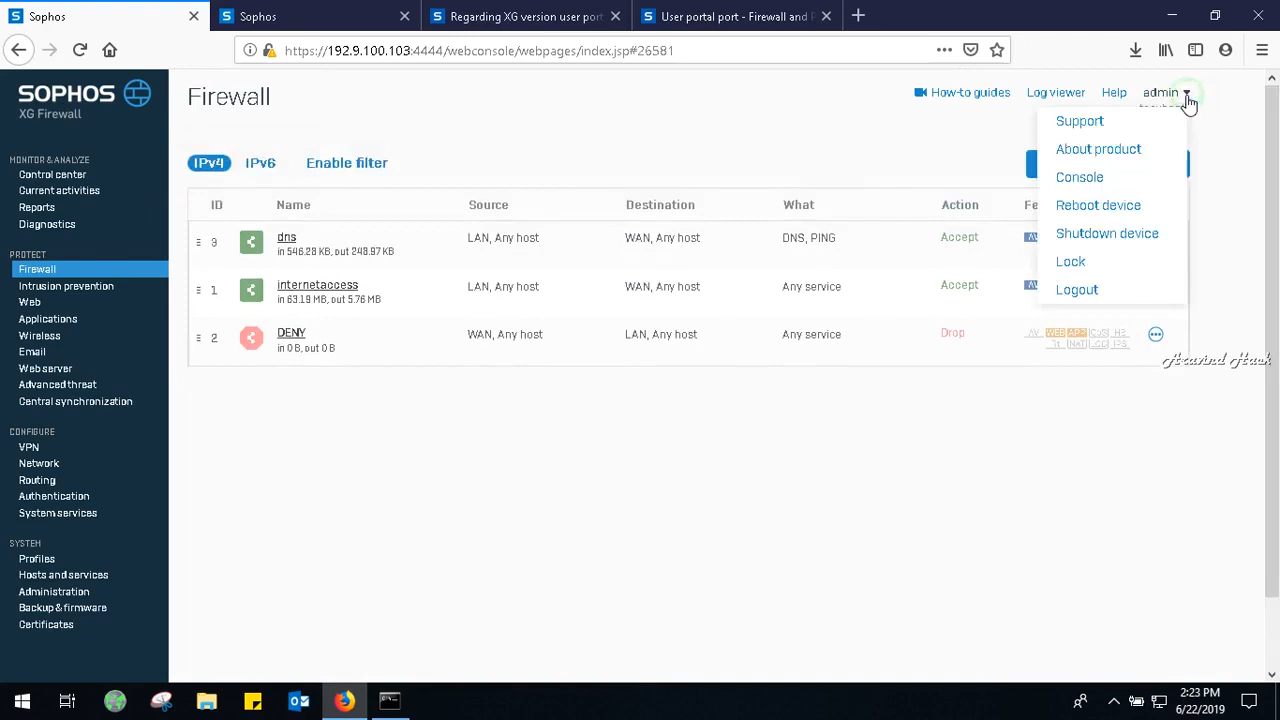 Sophos
Sophos
Regarding XG version user port
User portal port - Firewall and P
https://192.9.100.103:4444/webconsole/webpages/index.jsp#26581
SOPHOS
XG Firewall
MONITOR & ANALYZE
Control center
Current activities
Reports
Diagnostics
PROTECT
Firewall
Intrusion prevention
Web
Applications
Wireless
Email
Web server
Advanced threat
Central synchronization
CONFIGURE
VPN
Network
Routing
Authentication
System services
SYSTEM
Profiles
Hosts and services
Administration
Backup & firmware
Certificates
Firewall
How-to guides
Log viewer
Help
admin
Support
About product
Console
Reboot device
Shutdown device
Lock
Logout
IPv4
IPv6
Enable filter
ID Name Source Destination What Action Fe
3 dns LAN, Any host WAN, Any host DNS, PING Accept
in 546.28 KB, out 248.97 KB
1 internetaccess LAN, Any host WAN, Any host Any service Accept
in 63.19 MB, out 5.76 MB
2 DENY WAN, Any host LAN, Any host Any service Drop
in 0 B, out 0 B
Aravind Hack
2:23 PM
6/22/2019